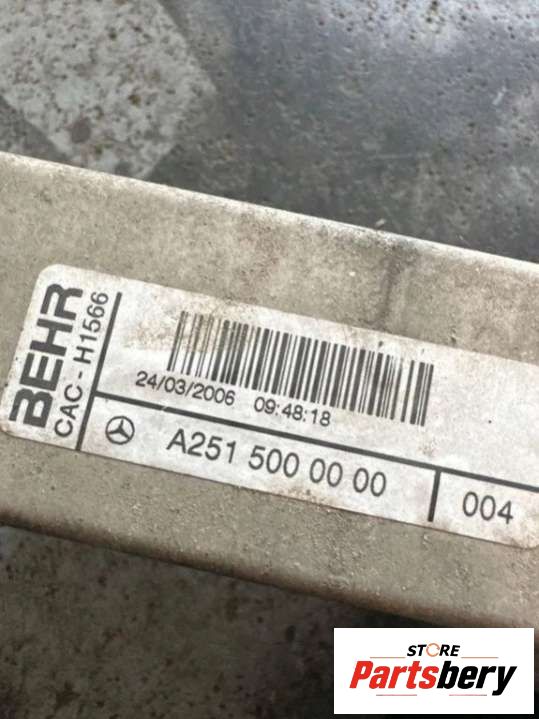 BEHR
CAC - H1566
24/03/2006 09:48:18
A251 500 00 00
004
STORE
Partsbery